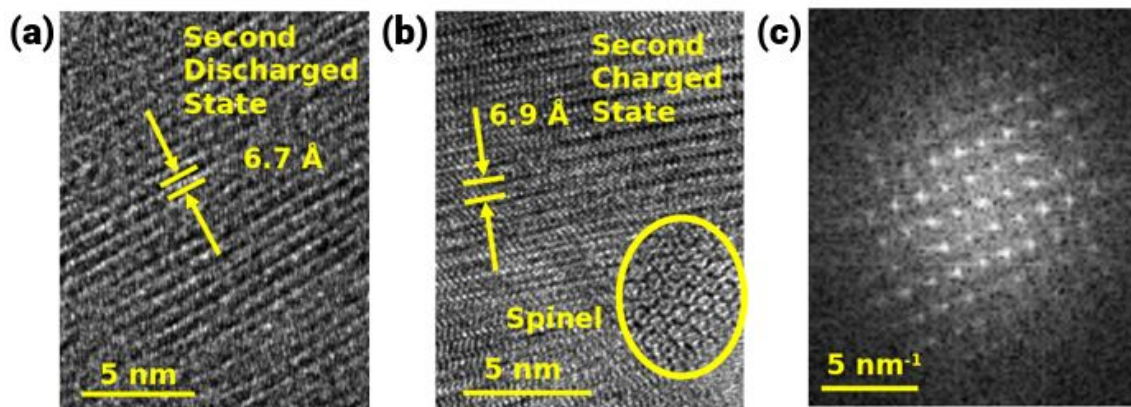 (a)
Second
Discharged
State
6.7 Å
5 nm
(b)
Second
Charged
State
6.9 Å
Spinel
5 nm
(c)
5 nm⁻¹